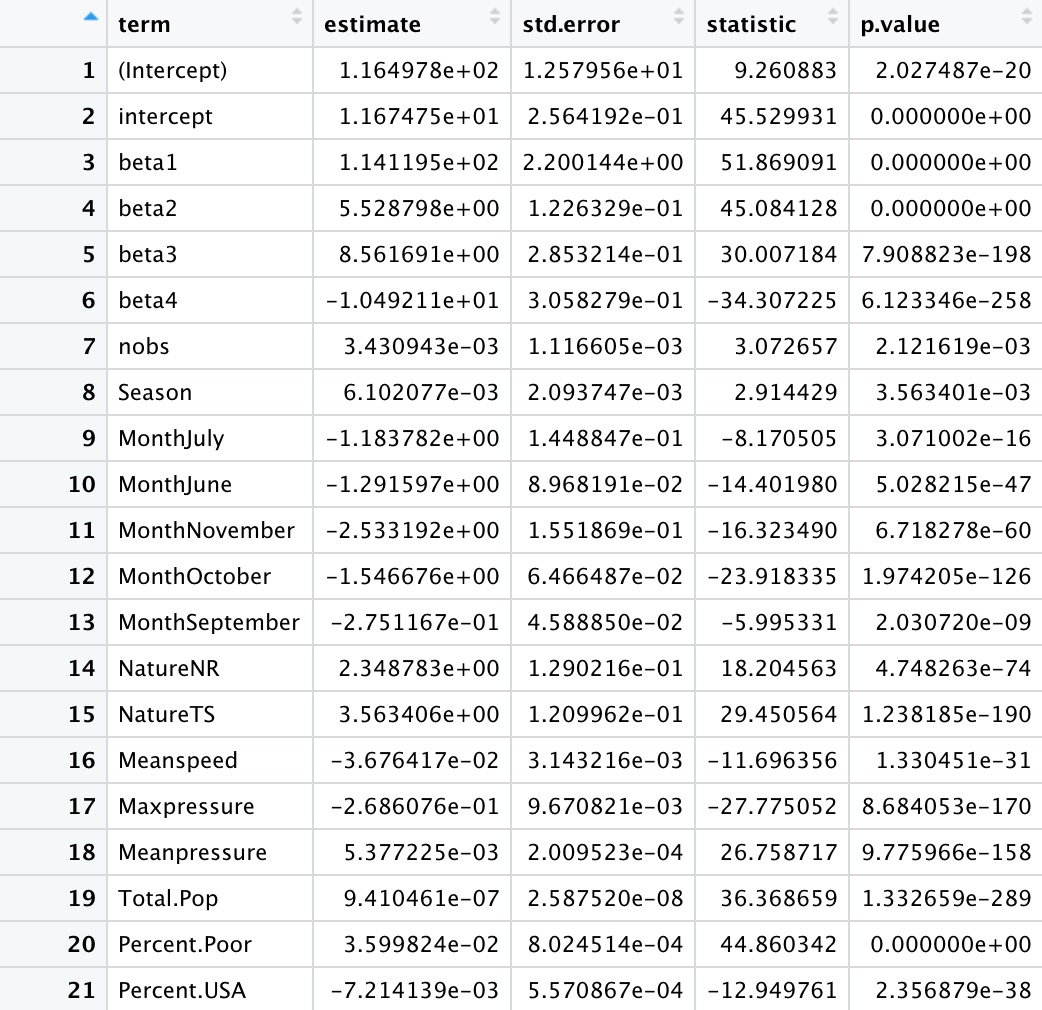 term estimate std.error statistic p.value
1 (Intercept) 1.164978e+02 1.257956e+01 9.260883 2.027487e−20
2 intercept 1.167475e+01 2.564192e−01 45.529931 0.000000e+00
3 beta1 1.141195e+02 2.200144e+00 51.869091 0.000000e+00
4 beta2 5.528798e+00 1.226329e−01 45.084128 0.000000e+00
5 beta3 8.561691e+00 2.853214e−01 30.007184 7.908823e−198
6 beta4 −1.049211e+01 3.058279e−01 −34.307225 6.123346e−258
7 nobs 3.430943e−03 1.116605e−03 3.072657 2.121619e−03
8 Season 6.102077e−03 2.093747e−03 2.914429 3.563401e−03
9 MonthJuly −1.183782e+00 1.448847e−01 −8.170505 3.071002e−16
10 MonthJune −1.291597e+00 8.968191e−02 −14.401980 5.028215e−47
11 MonthNovember −2.533192e+00 1.551869e−01 −16.323490 6.718278e−60
12 MonthOctober −1.546676e+00 6.466487e−02 −23.918335 1.974205e−126
13 MonthSeptember −2.751167e−01 4.588850e−02 −5.995331 2.030720e−09
14 NatureNR 2.348783e+00 1.290216e−01 18.204563 4.748263e−74
15 NatureTS 3.563406e+00 1.209962e−01 29.450564 1.238185e−190
16 Meanspeed −3.676417e−02 3.143216e−03 −11.696356 1.330451e−31
17 Maxpressure −2.686076e−01 9.670821e−03 −27.775052 8.684053e−170
18 Meanpressure 5.377225e−03 2.009523e−04 26.758717 9.775966e−158
19 Total.Pop 9.410461e−07 2.587520e−08 36.368659 1.332659e−289
20 Percent.Poor 3.599824e−02 8.024514e−04 44.860342 0.000000e+00
21 Percent.USA −7.214139e−03 5.570867e−04 −12.949761 2.356879e−38